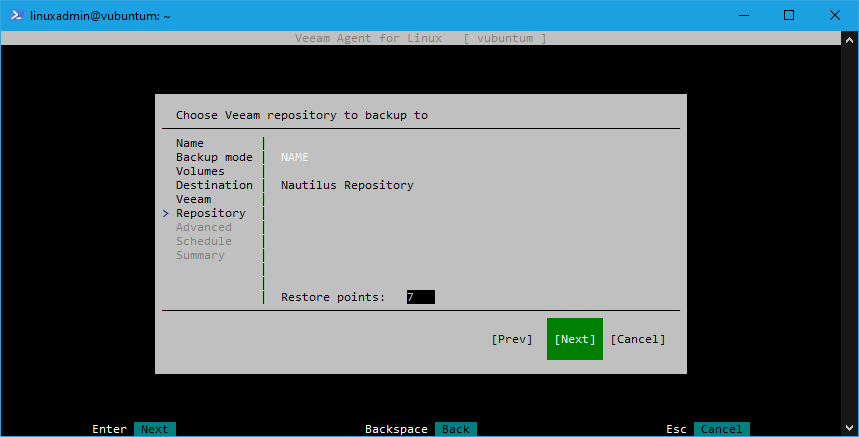 linuxadmin@vubuntum: ~
Veeam Agent for Linux [ vubuntum ]
Choose Veeam repository to backup to
Name
Backup mode NAME
Volumes
Destination Nautilus Repository
Veeam
> Repository
Advanced
Schedule
Summary
Restore points: 7
[Prev] [Next] [Cancel]
Enter Next Backspace Back Esc Cancel